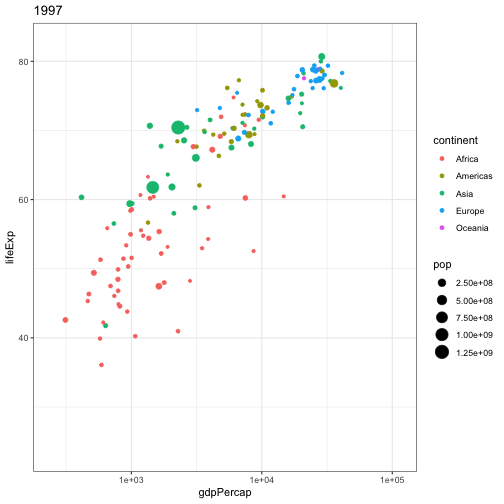 1997
80
60
40
lifeExp
1e+03
1e+04
1e+05
gdpPercap
continent
Africa
Americas
Asia
Europe
Oceania
pop
2.50e+08
5.00e+08
7.50e+08
1.00e+09
1.25e+09